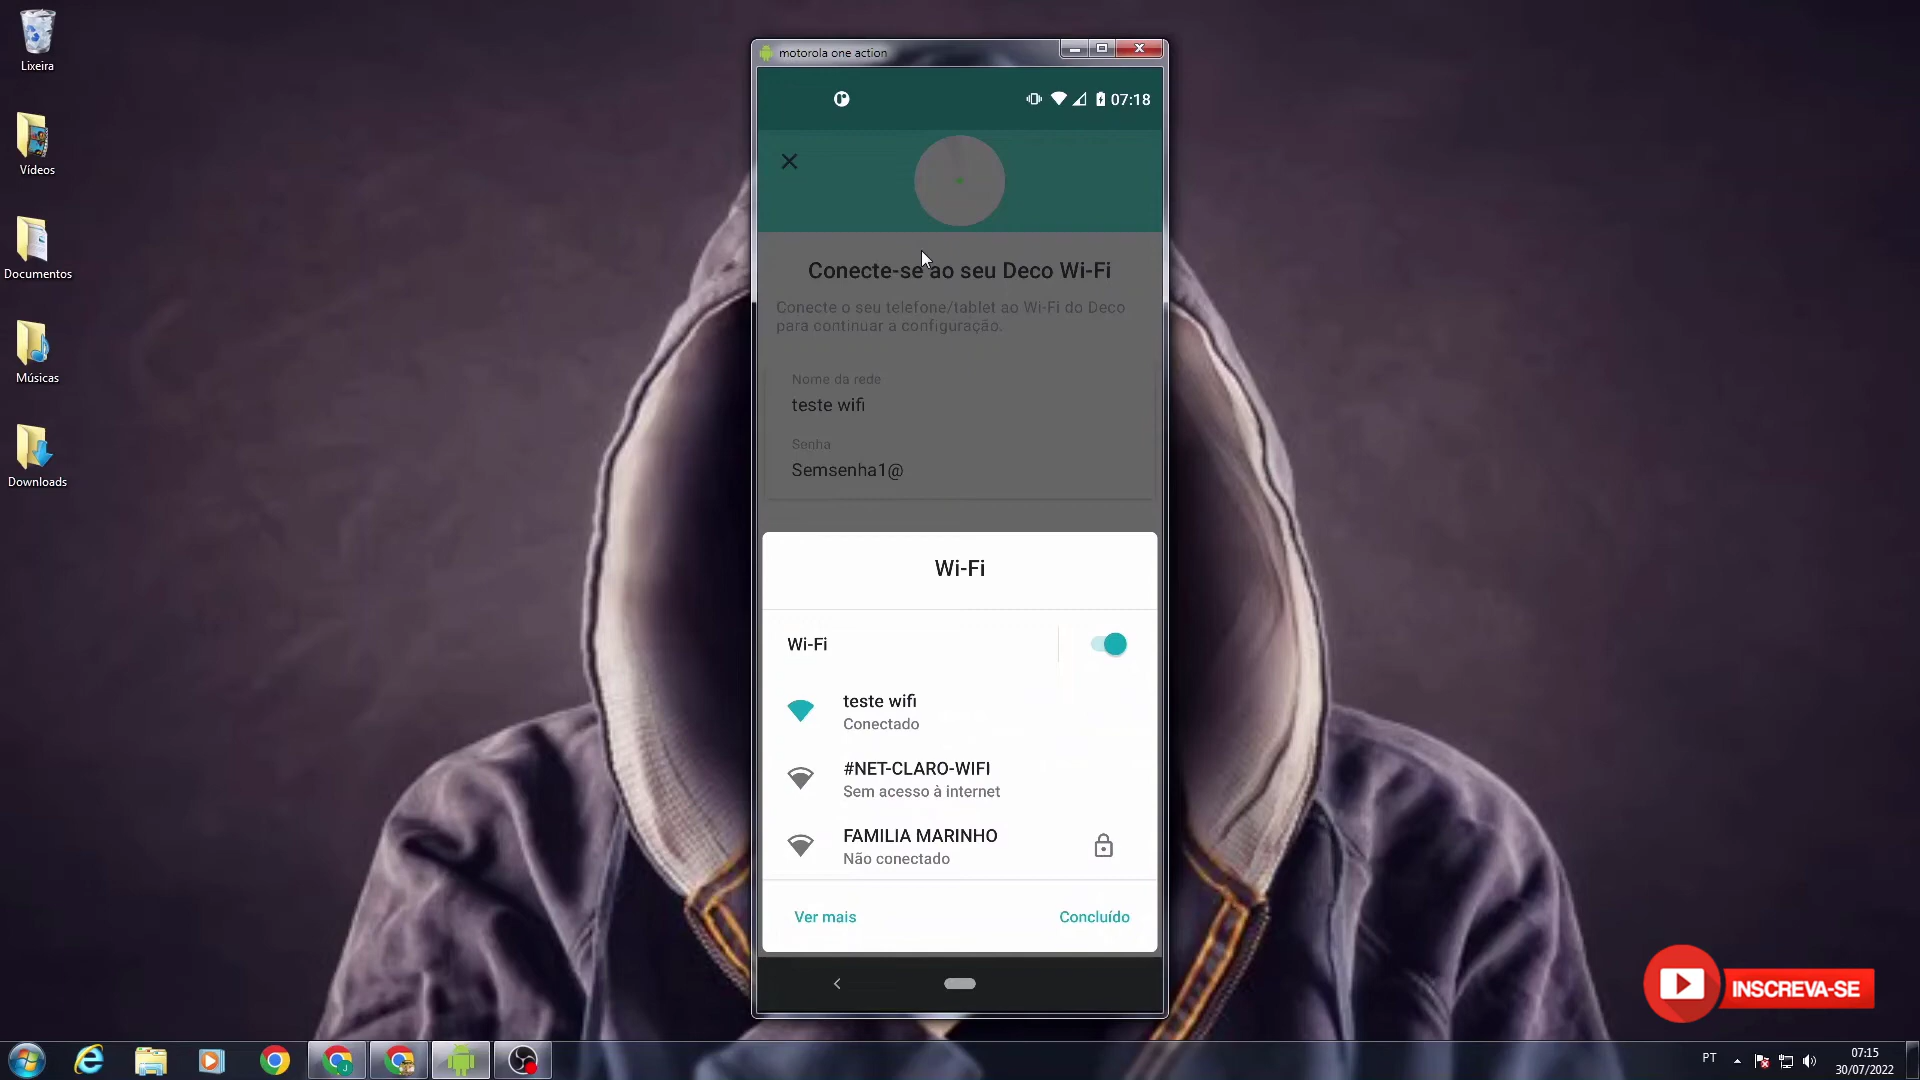 Lixeira
Vídeos
Documentos
Músicas
Downloads
motorola one action
07:18
Conecte-se ao seu Deco Wi-Fi
Conecte o seu telefone/tablet ao Wi-Fi do Deco
para continuar a configuração.
Nome da rede
teste wifi
Senha
Semsenha1@
Wi-Fi
Wi-Fi
teste wifi
Conectado
#NET-CLARO-WIFI
Sem acesso à internet
FAMILIA MARINHO
Não conectado
Ver mais
Concluído
INSCREVA-SE
PT
07:15
30/07/2022